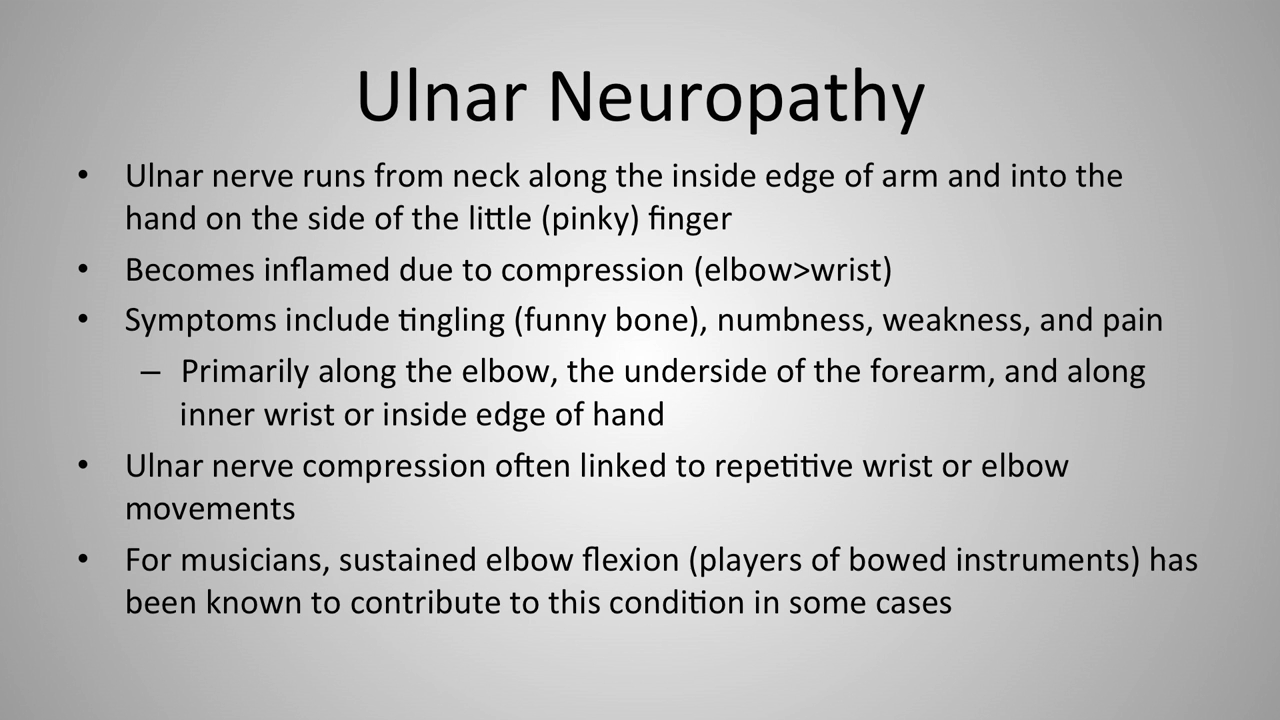 Ulnar Neuropathy
• Ulnar nerve runs from neck along the inside edge of arm and into the
hand on the side of the little (pinky) finger
• Becomes inflamed due to compression (elbow>wrist)
• Symptoms include tingling (funny bone), numbness, weakness, and pain
– Primarily along the elbow, the underside of the forearm, and along
inner wrist or inside edge of hand
• Ulnar nerve compression often linked to repetitive wrist or elbow
movements
• For musicians, sustained elbow flexion (players of bowed instruments) has
been known to contribute to this condition in some cases